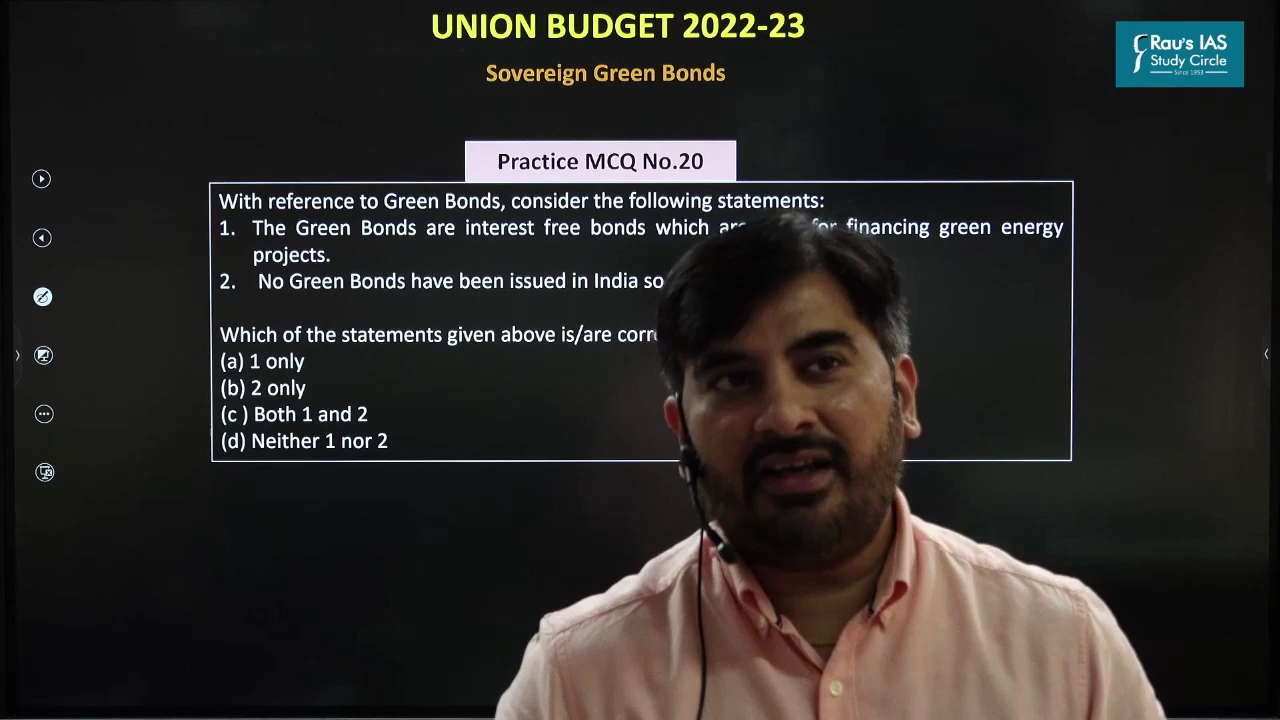 UNION BUDGET 2022-23
Rau's IAS
Study Circle
Since 1953
Sovereign Green Bonds
Practice MCQ No.20
With reference to Green Bonds, consider the following statements:
1. The Green Bonds are interest free bonds which for financing green energy
projects.
2. No Green Bonds have been issued in India so
Which of the statements given above is/are
(a) 1 only
(b) 2 only
(c ) Both 1 and 2
(d) Neither 1 nor 2